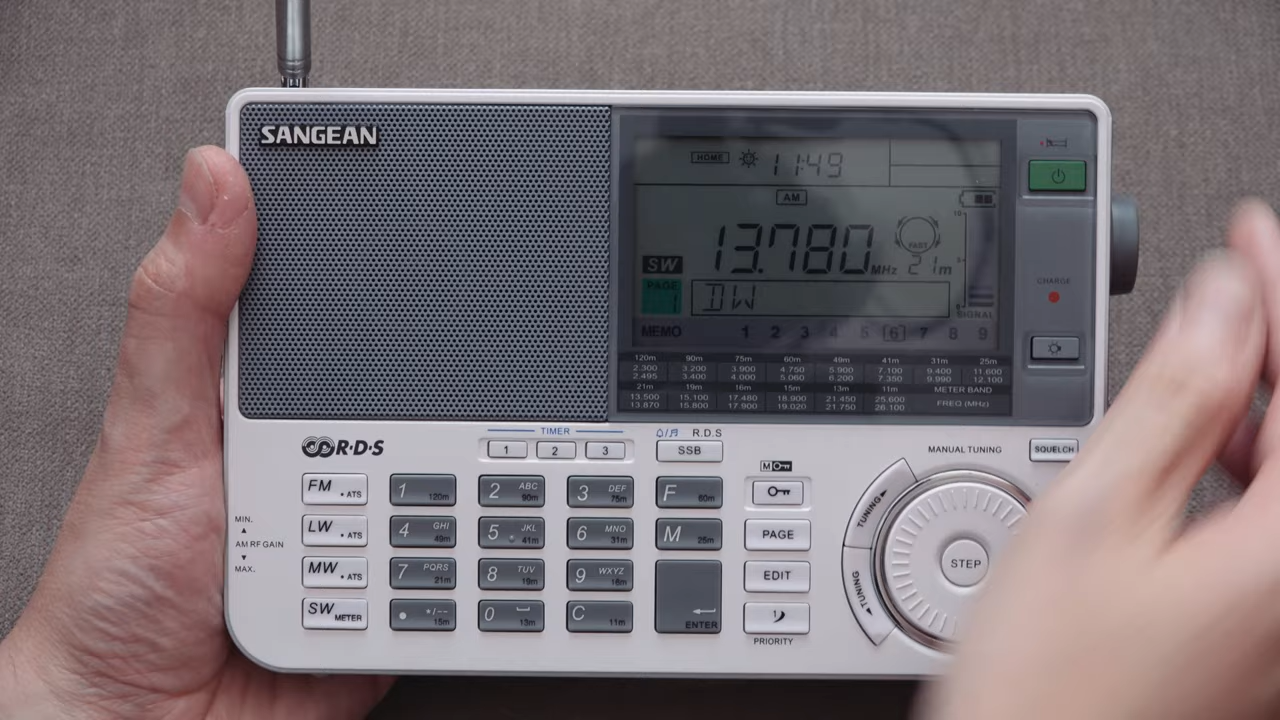 SANGEAN
HOME 11:49
AM
10
13.780 MHz
FAST
21m
5
SW
PAGE
1
DW
SIGNAL
MEMO 1 2 3 4 5 6 7 8 9
CHARGE
120m 90m 75m 60m 49m 41m 31m 25m
2.300 3.200 3.900 4.750 5.900 7.100 9.400 11.600
2.495 3.400 4.000 5.060 6.200 7.350 9.990 12.100
21m 19m 16m 15m 13m 11m METER BAND
13.500 15.100 17.480 18.900 21.450 25.600 FREQ (MHz)
13.870 15.800 17.900 19.020 21.750 26.100
R·D·S
TIMER
1 2 3
R.D.S
SSB
MANUAL TUNING
SQUELCH
FM • ATS
1 120m
2 ABC 90m
3 DEF 75m
F 60m
LW • ATS
4 GHI 49m
5 JKL 41m
6 MNO 31m
M 25m
PAGE
MIN.
AM RF GAIN
MAX.
MW • ATS
7 PQRS 21m
8 TUV 19m
9 WXYZ 16m
ENTER
EDIT
SW METER
• */-- 15m
0 13m
C 11m
PRIORITY
TUNING
TUNING
STEP